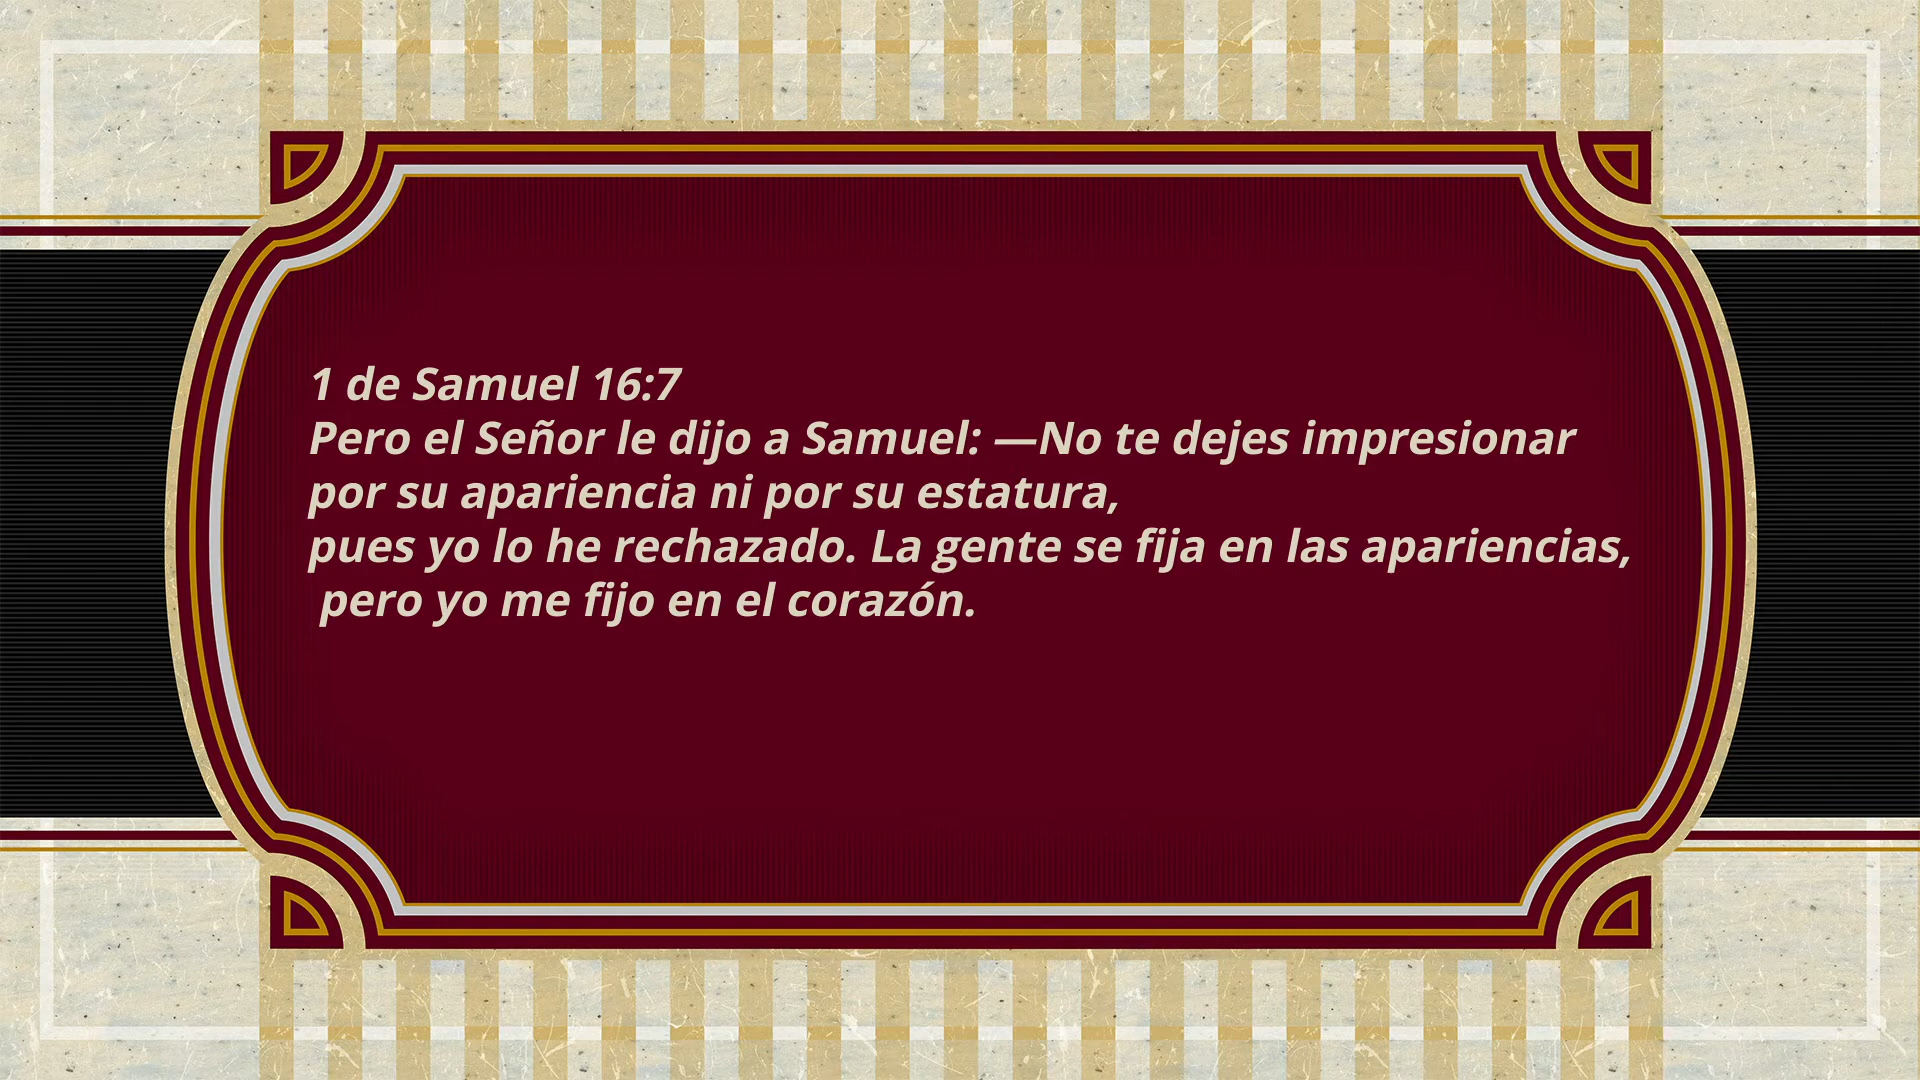 1 de Samuel 16:7
Pero el Señor le dijo a Samuel: —No te dejes impresionar
por su apariencia ni por su estatura,
pues yo lo he rechazado. La gente se fija en las apariencias,
pero yo me fijo en el corazón.